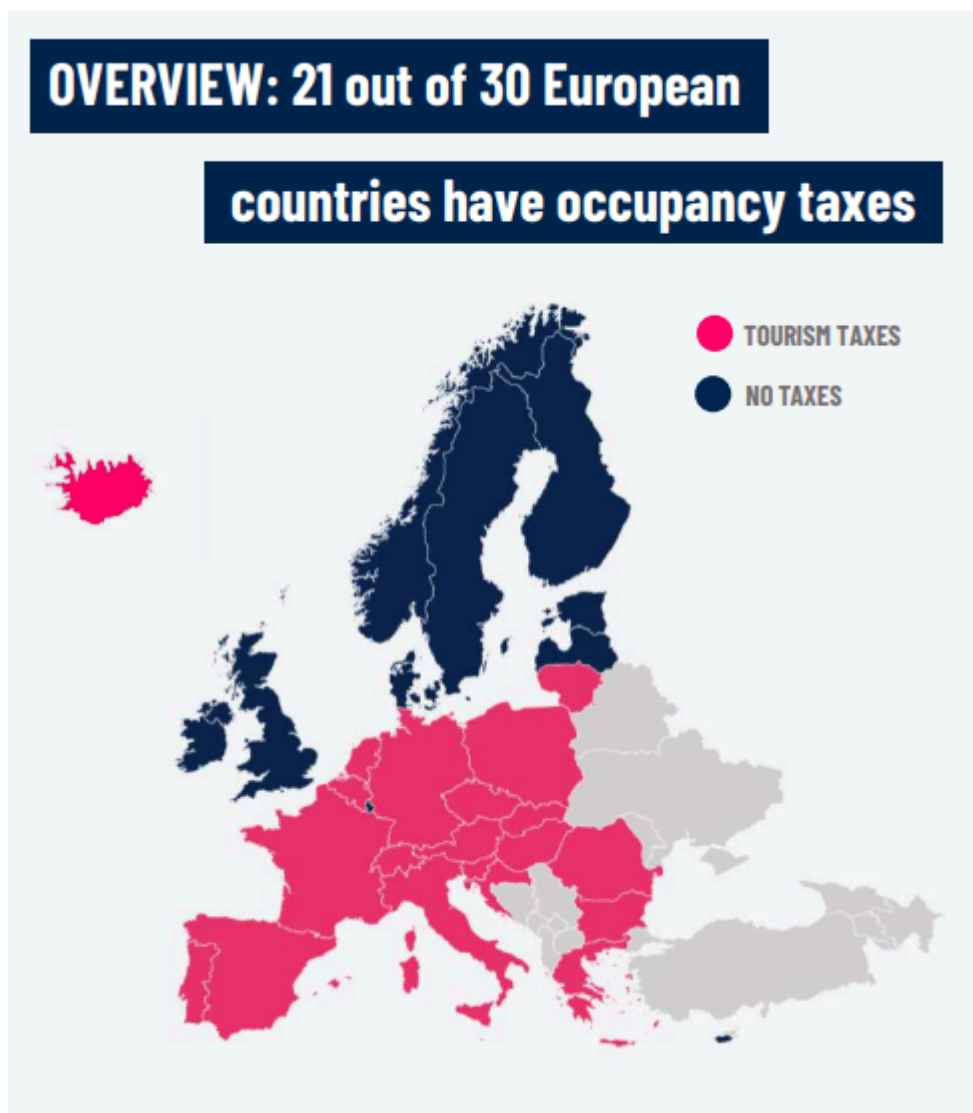 OVERVIEW: 21 out of 30 European
countries have occupancy taxes
TOURISM TAXES
NO TAXES